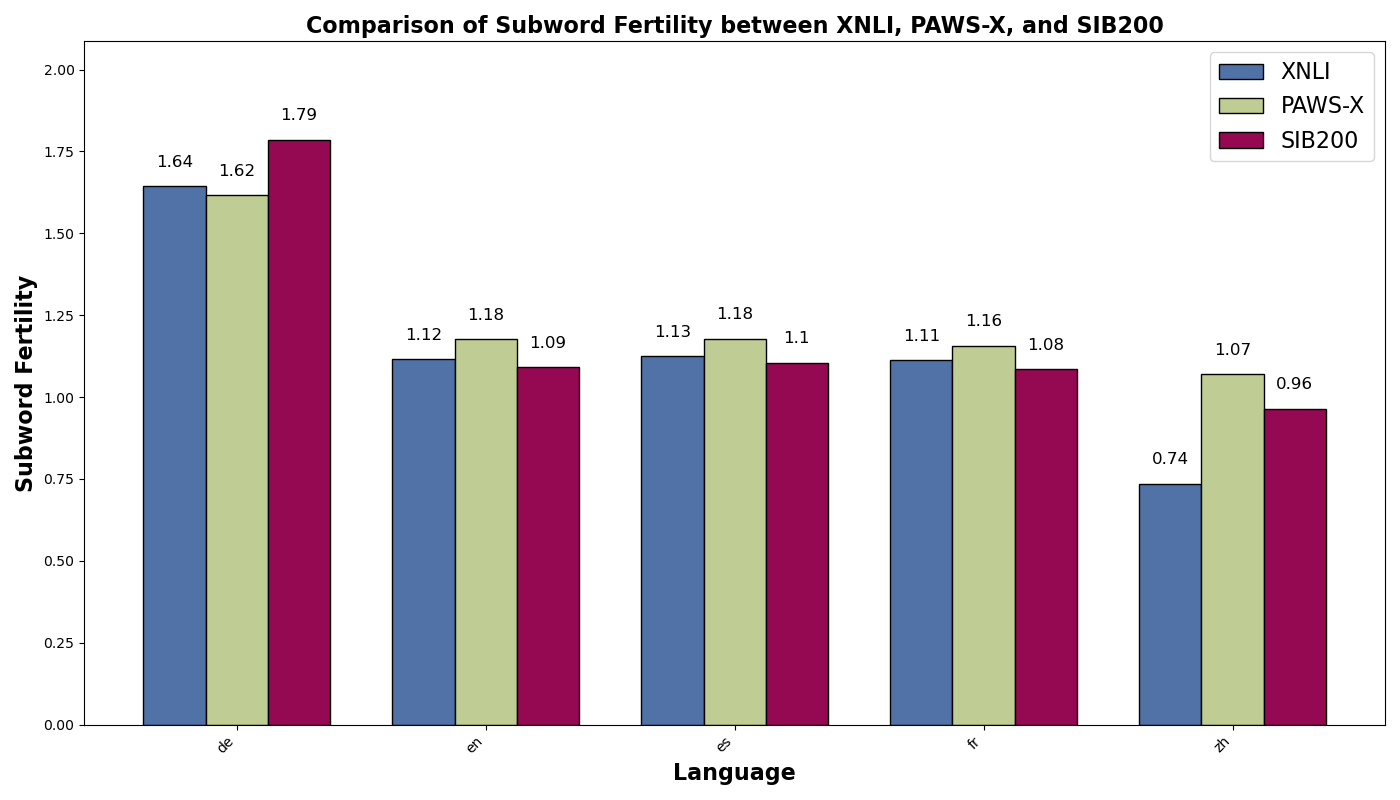 Comparison of Subword Fertility between XNLI, PAWS-X, and SIB200
XNLI
PAWS-X
SIB200
Subword Fertility
2.00
1.75
1.50
1.25
1.00
0.75
0.50
0.25
0.00
1.64
1.62
1.79
1.12
1.18
1.09
1.13
1.18
1.1
1.11
1.16
1.08
0.74
1.07
0.96
de
en
es
fr
zh
Language